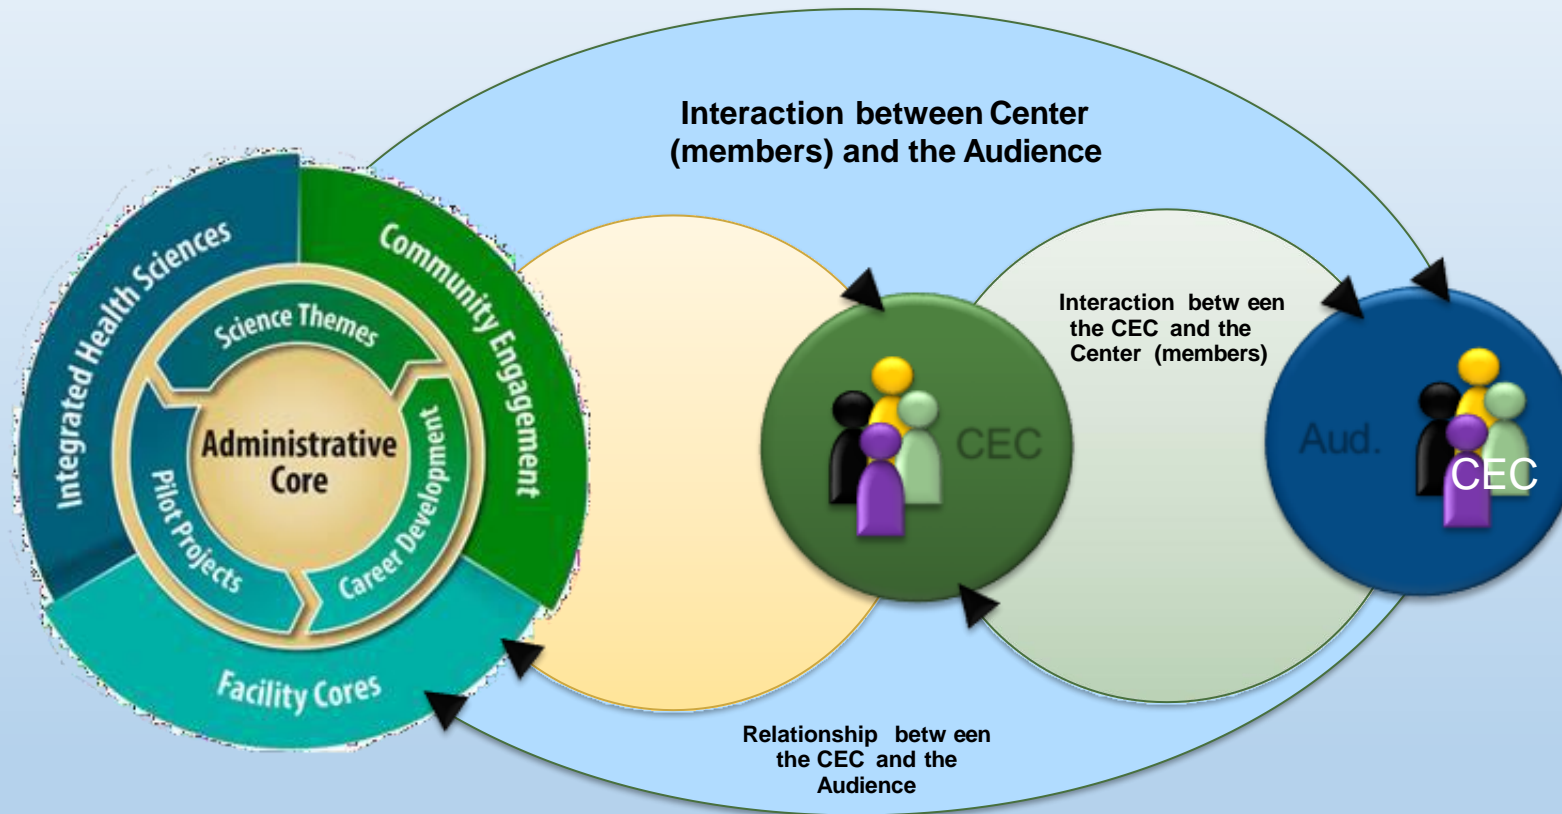 Interaction between Center
(members) and the Audience
Integrated Health Sciences
Community Engagement
Science Themes
Administrative
Core
Pilot Projects
Career Development
Facility Cores
CEC
Interaction betw een
the CEC and the
Center (members)
Aud.
CEC
Relationship betw een
the CEC and the
Audience